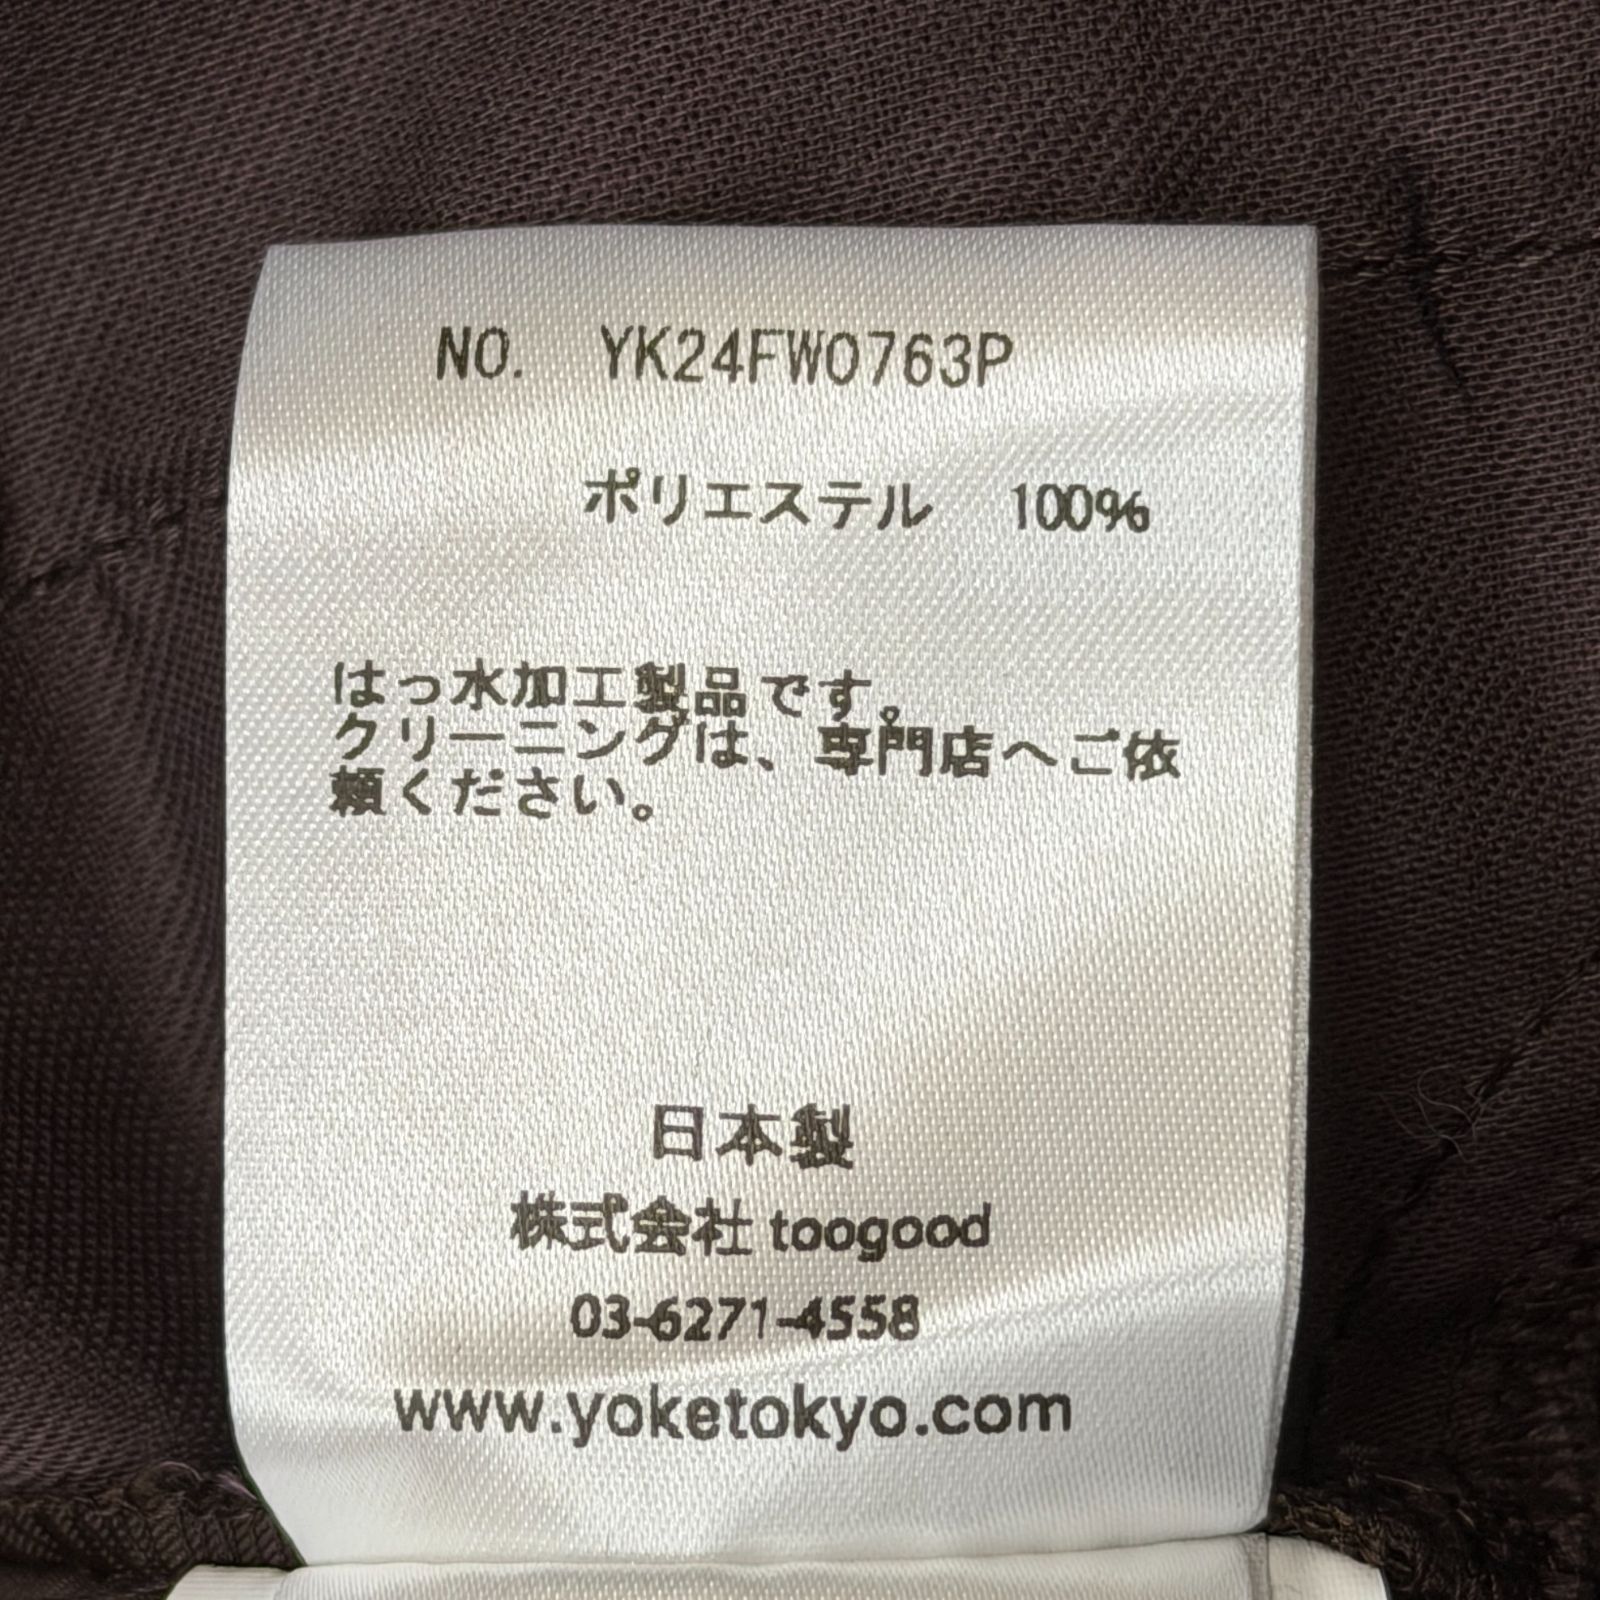 NO. YK24FW0763P
ポリエステル 100%
はっ水加工製品です。
クリーニングは、専門店へご依
頼ください。
日本製
株式会社 toogood
03-6271-4558
www.yoketokyo.com